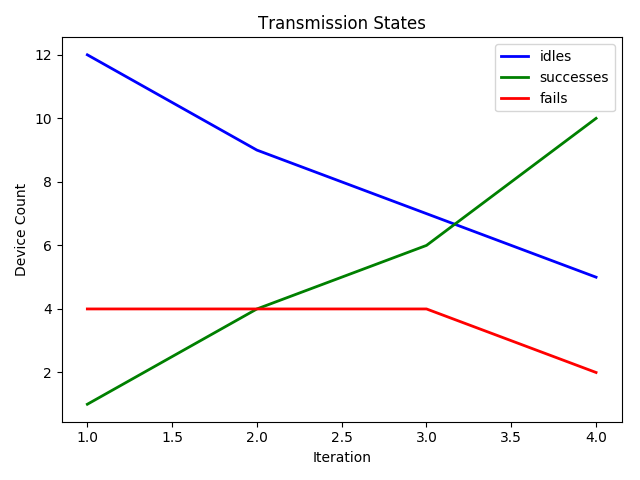 Transmission States
idles
successes
fails
Device Count
12
10
8
6
4
2
1.0 1.5 2.0 2.5 3.0 3.5 4.0
Iteration